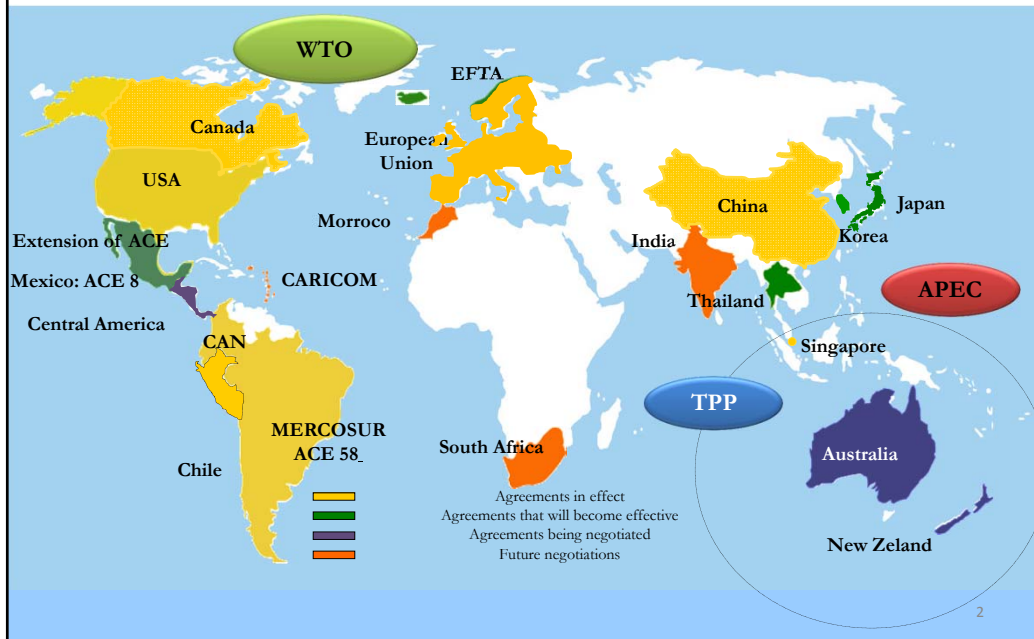 WTO
EFTA
Canada
European
Union
USA
China
Japan
Morroco
Korea
India
Extension of ACE
Mexico: ACE 8
CARICOM
Thailand
APEC
Central America
CAN
Singapore
TPP
MERCOSUR
ACE 58
South Africa
Australia
Chile
Agreements in effect
Agreements that will become effective
Agreements being negotiated
Future negotiations
New Zeland
2